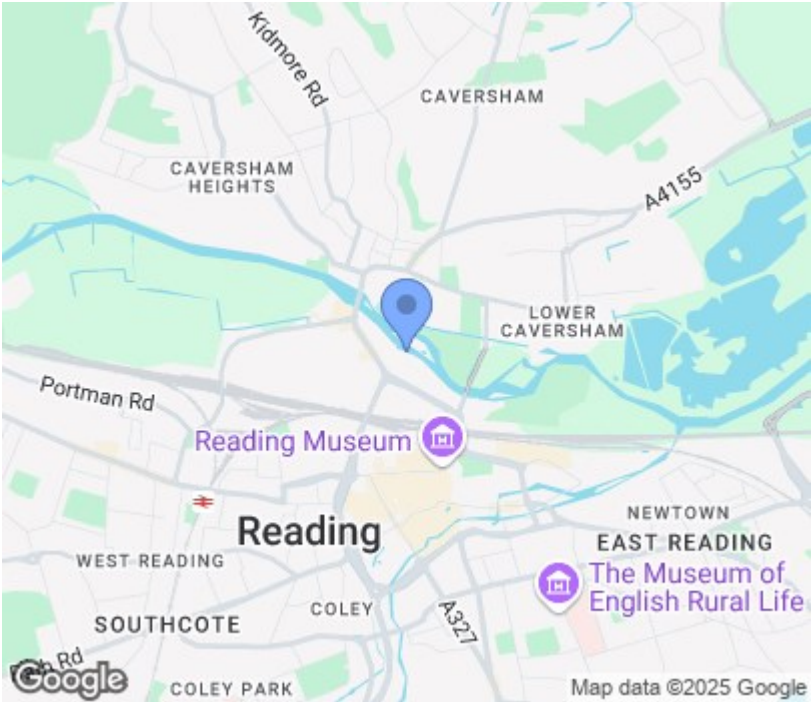 Kidmore Rd
CAVERSHAM
CAVERSHAM
HEIGHTS
A4155
LOWER
CAVERSHAM
Portman Rd
Reading Museum
Reading
NEWTOWN
EAST READING
WEST READING
The Museum of
English Rural Life
COLEY
A327
SOUTHCOTE
Rd
COLEY PARK
Google
Map data ©2025 Google